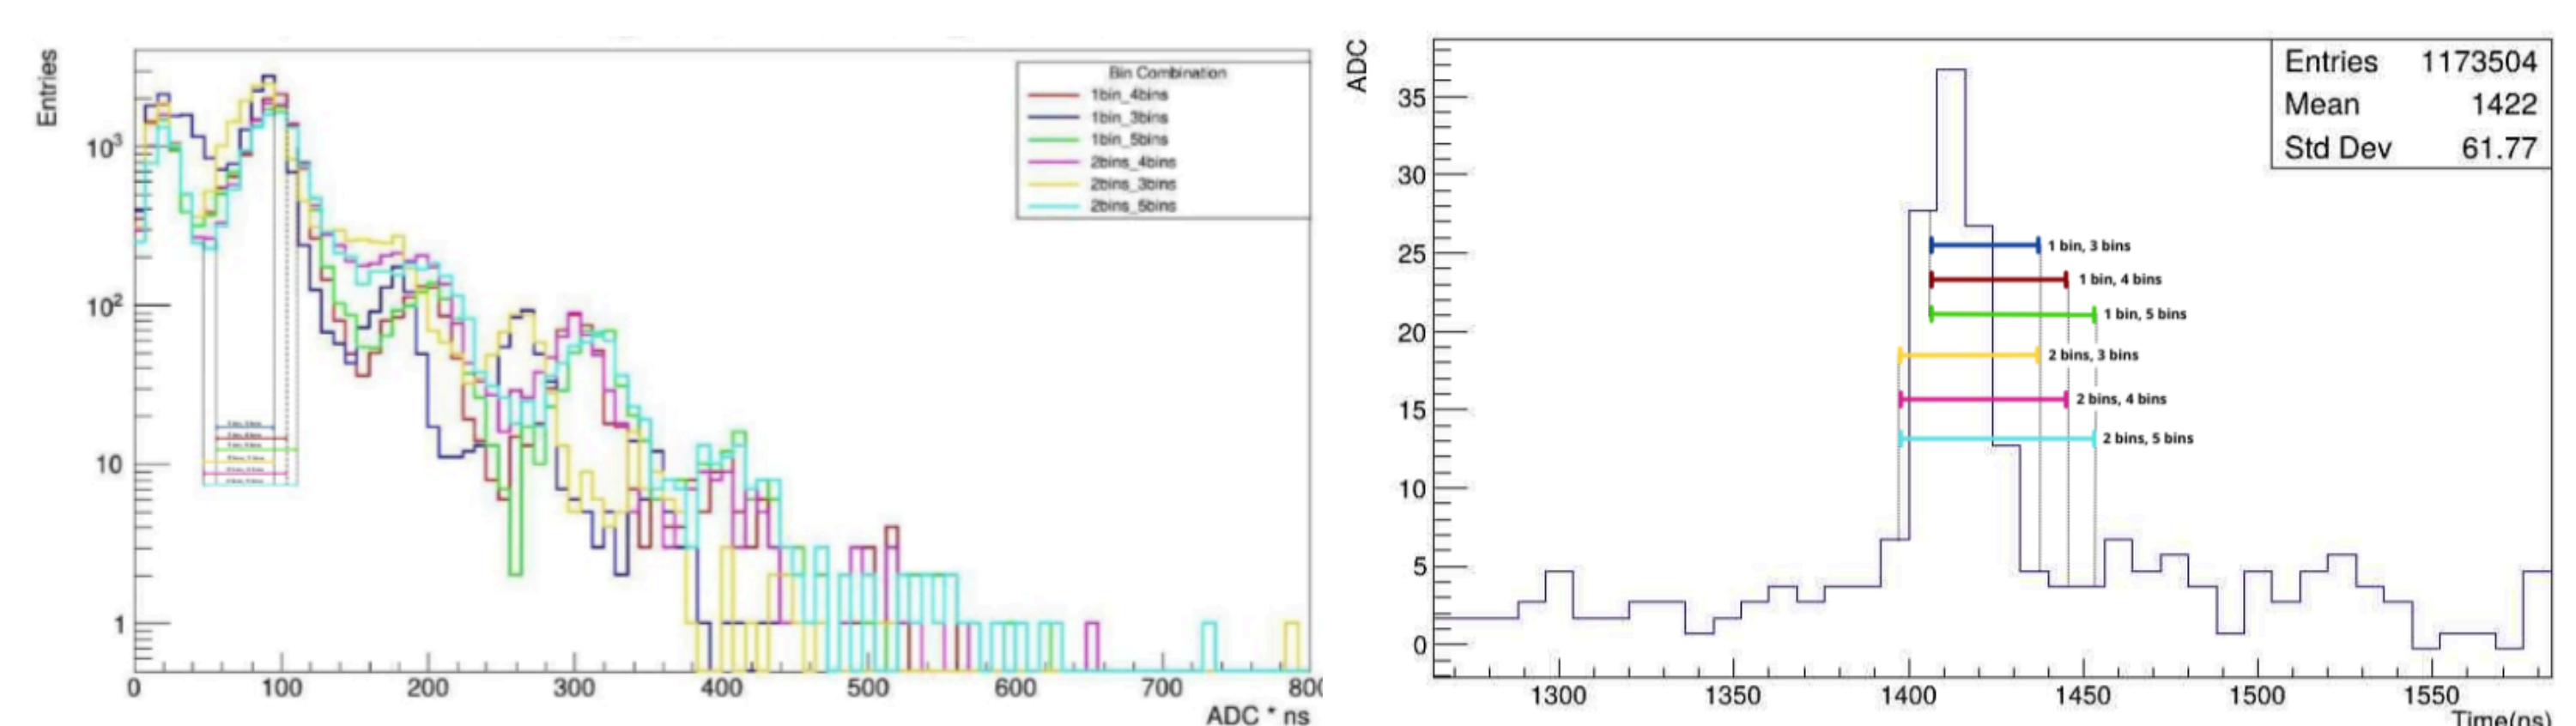 Entries
10³
10²
10
1
0
100
200
300
400
500
600
700
800
ADC * ns
Bin Combination
1bin_4bins
1bin_3bins
1bin_5bins
2bins_4bins
2bins_3bins
2bins_5bins
ADC
35
30
25
20
15
10
5
0
1300
1350
1400
1450
1500
1550
Time(ns)
Entries 1173504
Mean 1422
Std Dev 61.77
1 bin, 3 bins
1 bin, 4 bins
1 bin, 5 bins
2 bins, 3 bins
2 bins, 4 bins
2 bins, 5 bins